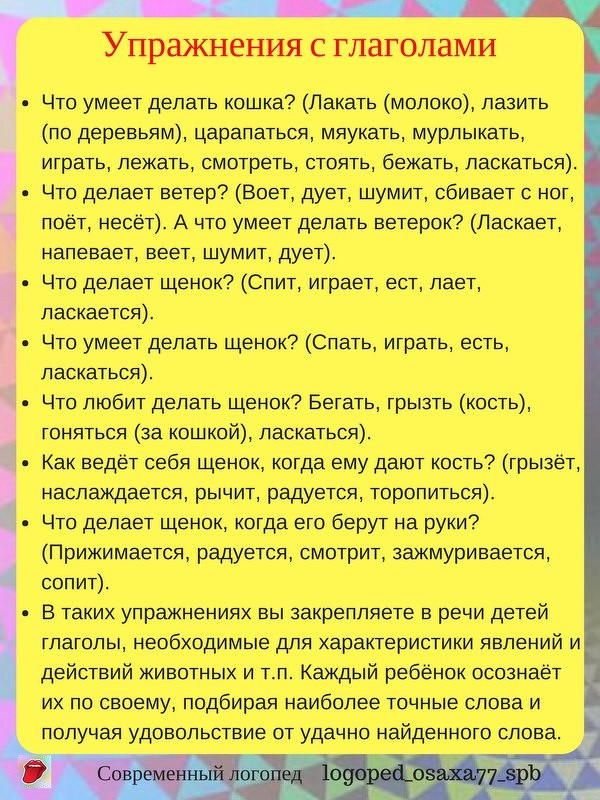 Упражнения с глаголами
• Что умеет делать кошка? (Лакать (молоко), лазить
(по деревьям), царапаться, мяукать, мурлыкать,
играть, лежать, смотреть, стоять, бежать, ласкаться).
• Что делает ветер? (Воет, дует, шумит, сбивает с ног,
поёт, несёт). А что умеет делать ветерок? (Ласкает,
напевает, веет, шумит, дует).
• Что делает щенок? (Спит, играет, ест, лает,
ласкается).
• Что умеет делать щенок? (Спать, играть, есть,
ласкаться).
• Что любит делать щенок? Бегать, грызть (кость),
гоняться (за кошкой), ласкаться).
• Как ведёт себя щенок, когда ему дают кость? (грызёт,
наслаждается, рычит, радуется, торопиться).
• Что делает щенок, когда его берут на руки?
(Прижимается, радуется, смотрит, зажмуривается,
сопит).
• В таких упражнениях вы закрепляете в речи детей
глаголы, необходимые для характеристики явлений и
действий животных и т.п. Каждый ребёнок осознаёт
их по своему, подбирая наиболее точные слова и
получая удовольствие от удачно найденного слова.
Современный логопед logoped_osaxa77_spb